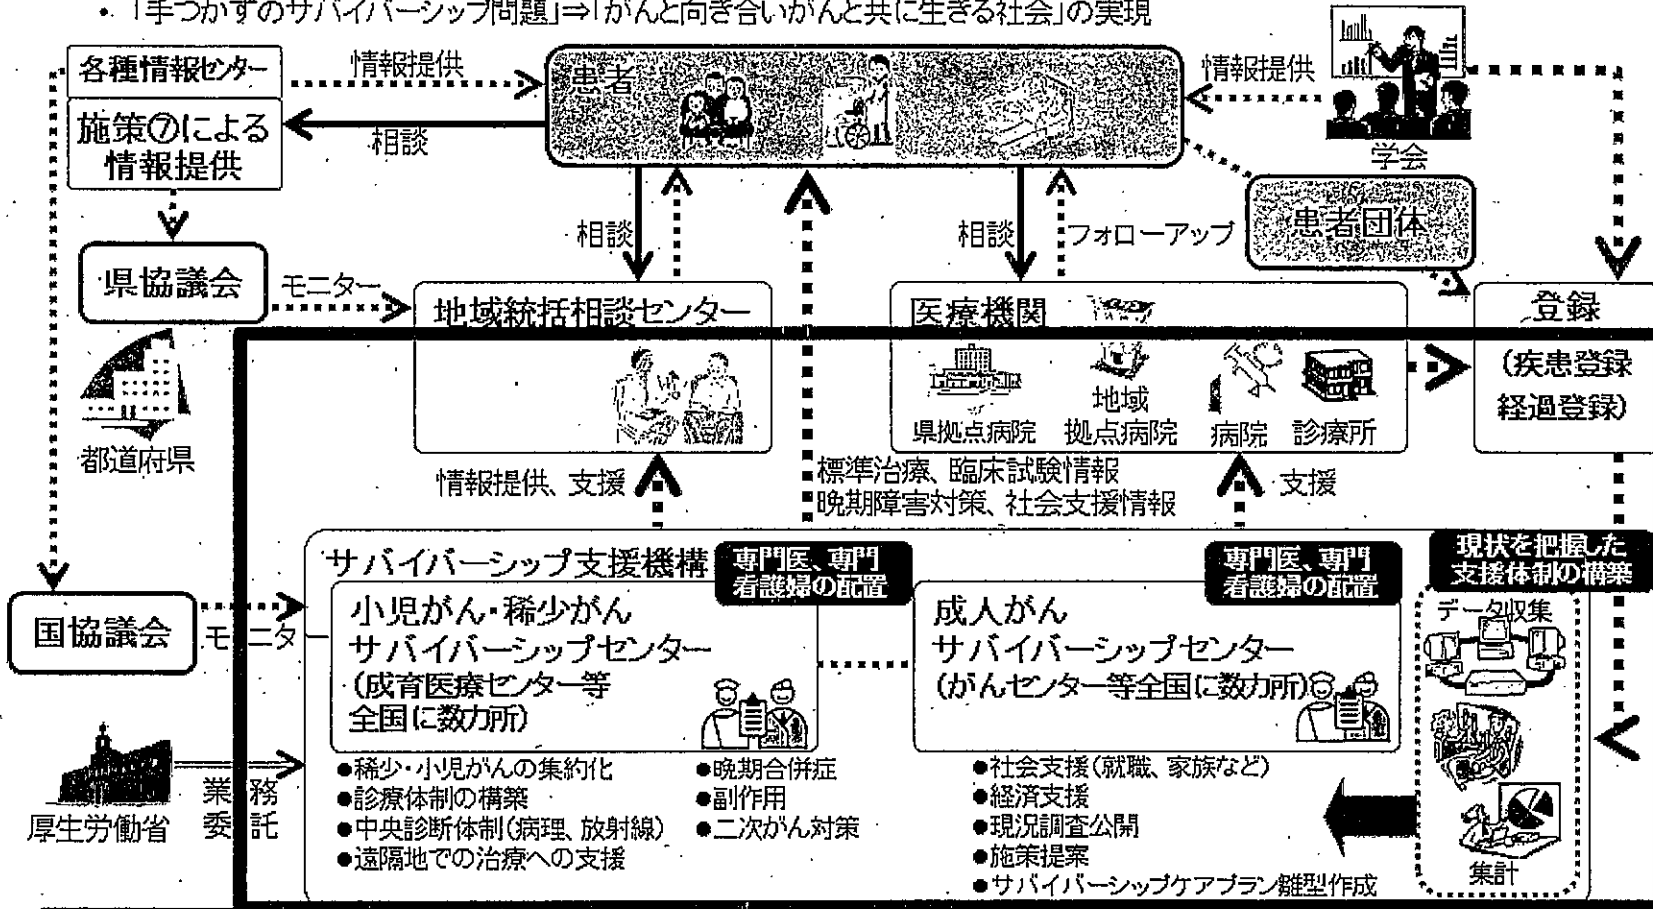 ・「手つかずのサバイバーシップ問題」⇒「がんと向き合いがんと共に生きる社会」の実現
各種情報センター
施策⑦による
情報提供
情報提供
相談
患者
情報提供
学会
患者団体
県協議会
モニター
都道府県
相談
相談
フォローアップ
地域統括相談センター
医療機関
県拠点病院
地域
拠点病院
病院
診療所
登録
(疾患登録
経過登録)
情報提供、支援
標準治療、臨床試験情報
晩期障害対策、社会支援情報
支援
国協議会
モニター
厚生労働省
業務
委託
サバイバーシップ支援機構
専門医、専門
看護婦の配置
小児がん・稀少がん
サバイバーシップセンター
(成育医療センター等
全国に数カ所)
●稀少・小児がんの集約化
●診療体制の構築
●中央診断体制(病理、放射線)
●遠隔地での治療への支援
●晩期合併症
●副作用
●二次がん対策
専門医、専門
看護婦の配置
成人がん
サバイバーシップセンター
(がんセンター等全国に数カ所)
●社会支援(就職、家族など)
●経済支援
●現況調査公開
●施策提案
●サバイバーシップケアプラン雛型作成
現状を把握した
支援体制の構築
データ収集
集計